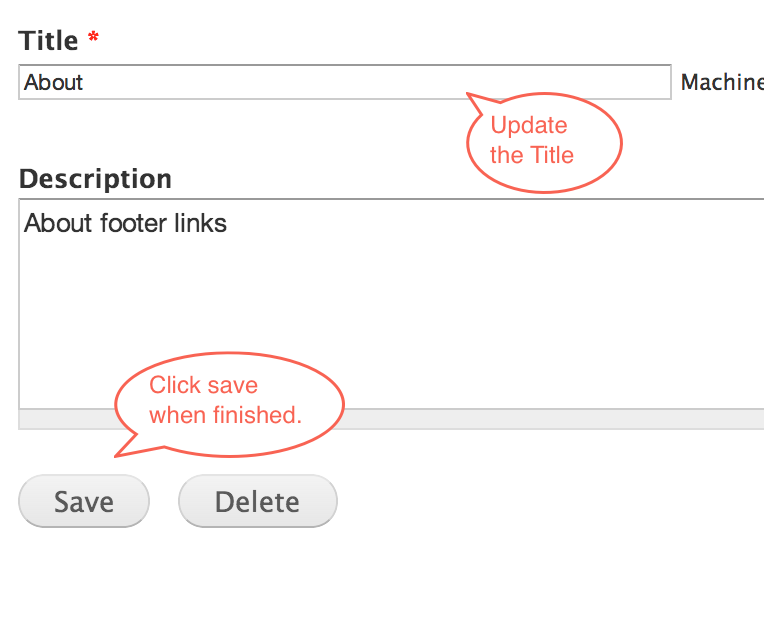 Title *
About
Machine
Update
the Title
Description
About footer links
Click save
when finished.
Save Delete